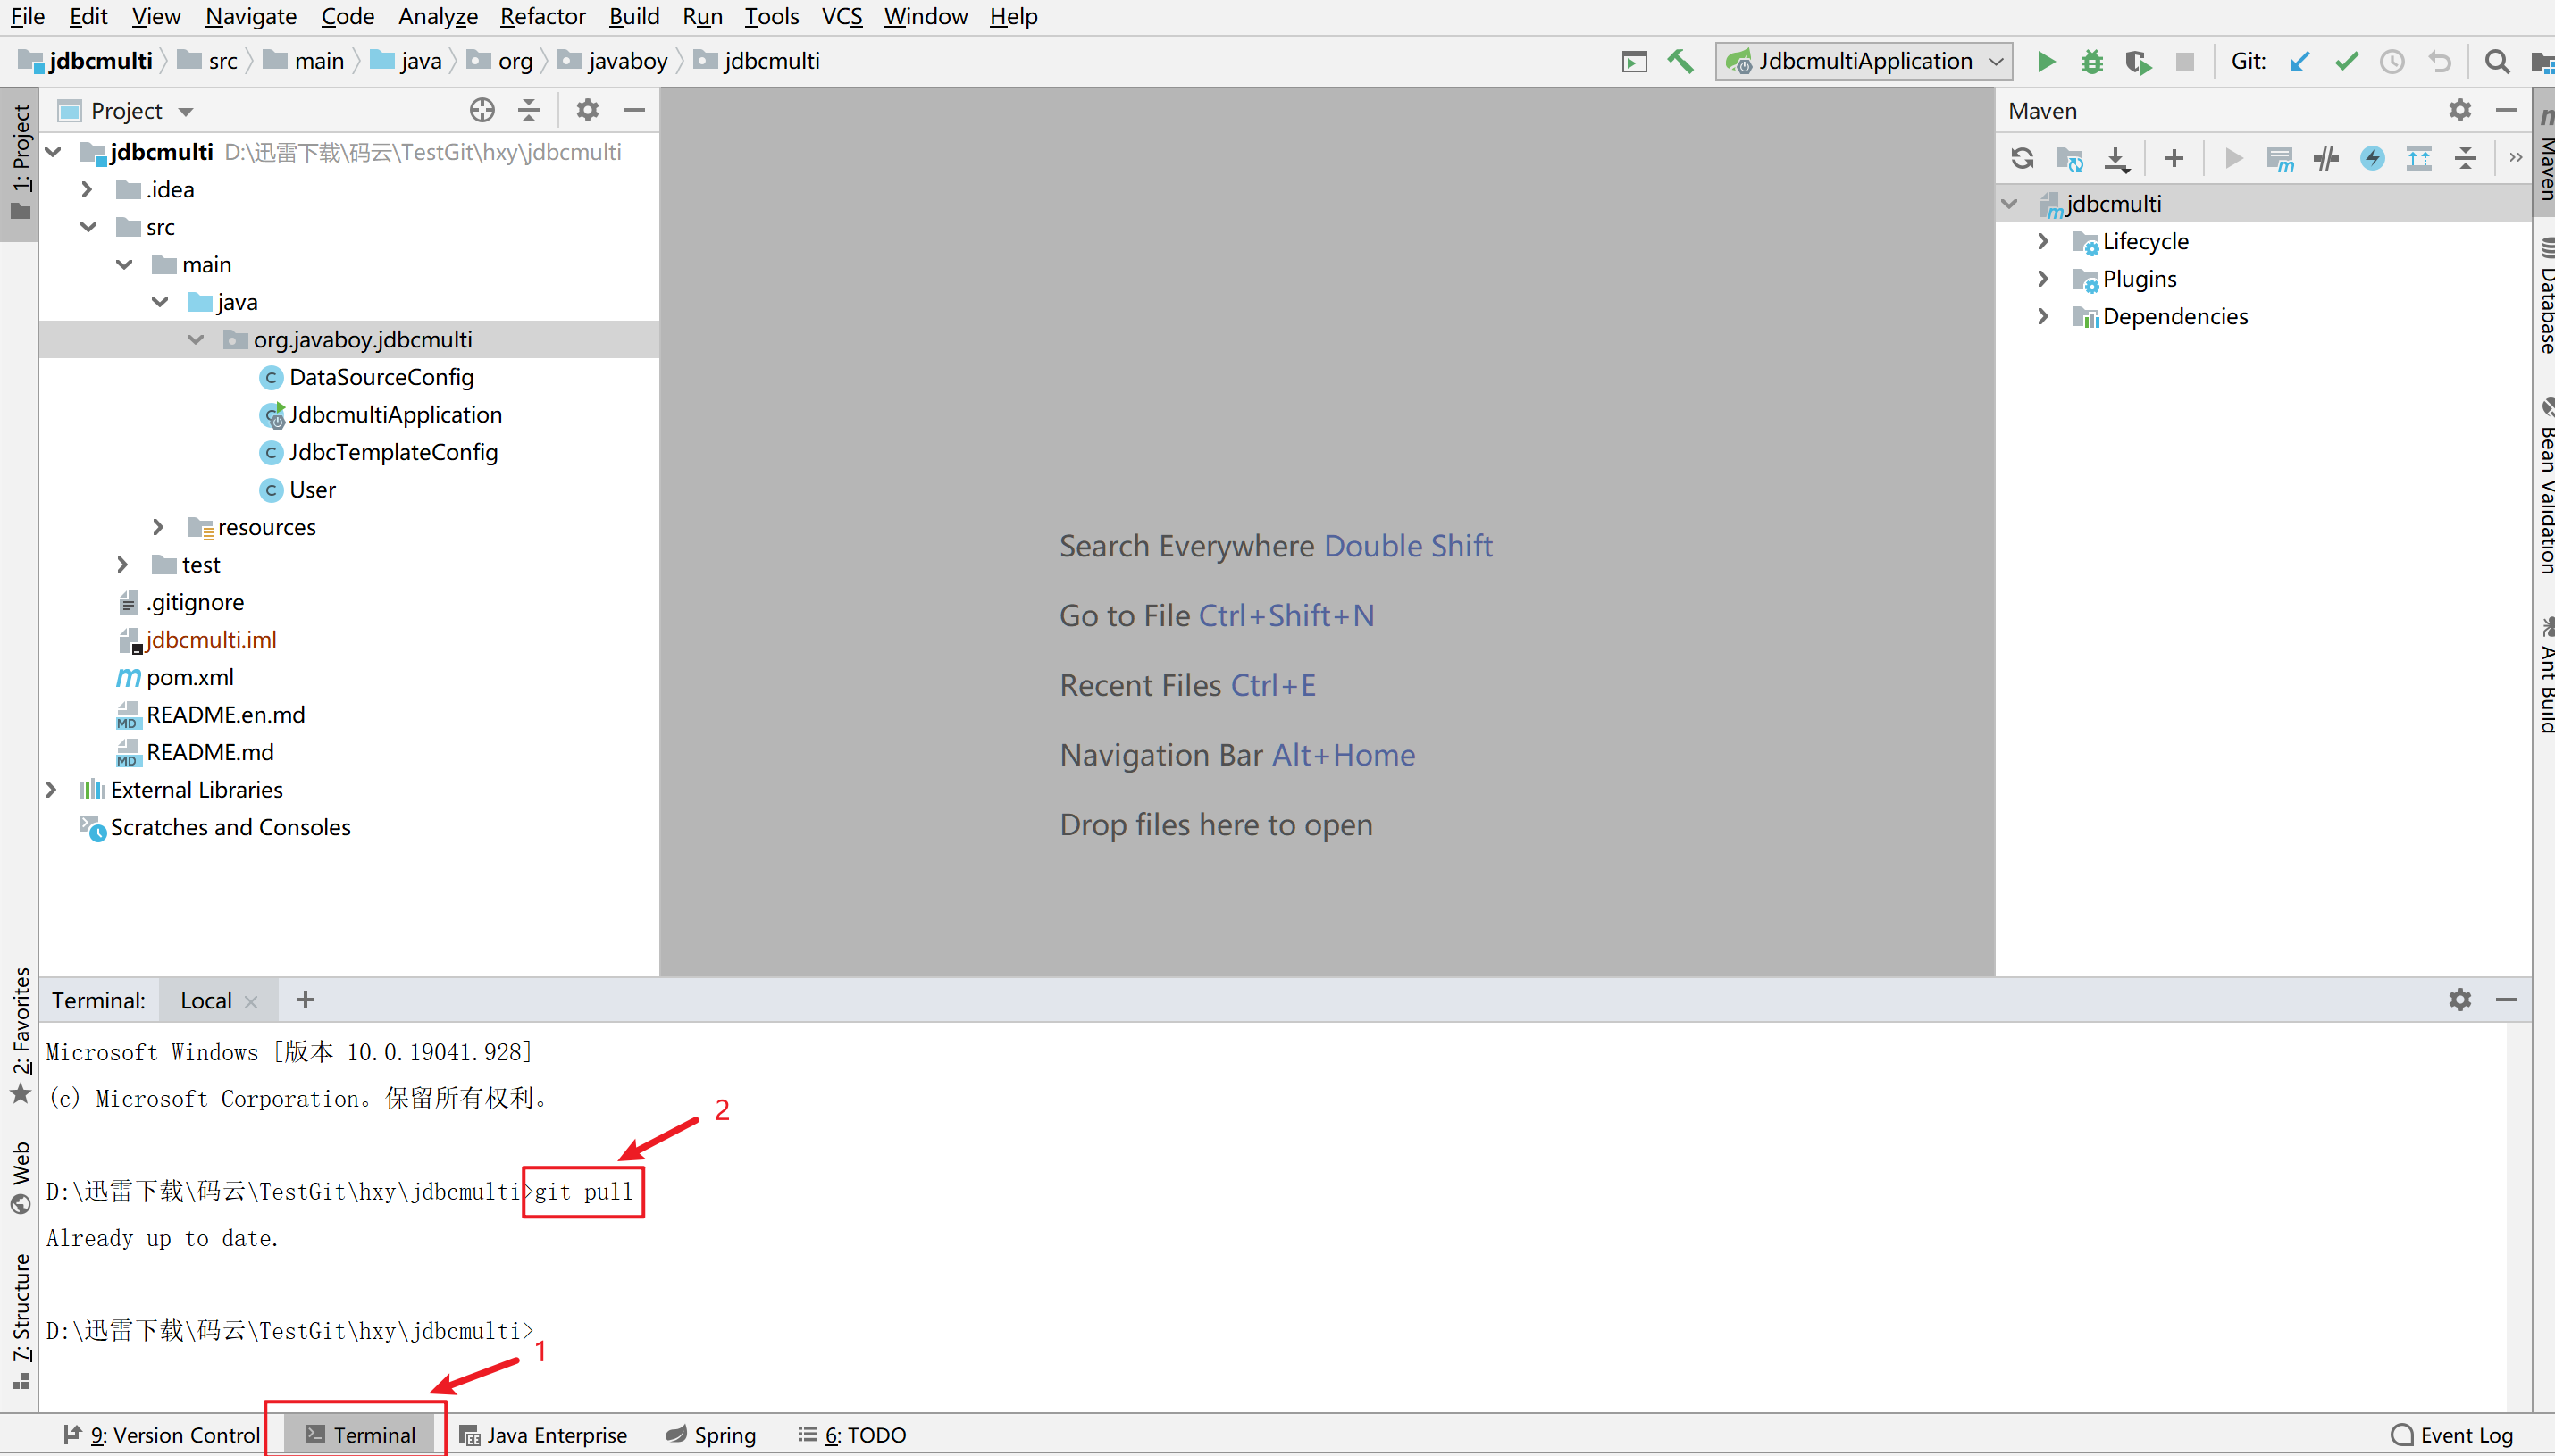 File Edit View Navigate Code Analyze Refactor Build Run Tools VCS Window Help
jdbcmulti src main java org javaboy jdbcmulti
JdbcmultiApplication
Git:
1: Project
Project
jdbcmulti D:\迅雷下载\码云\TestGit\hxy\jdbcmulti
.idea
src
main
java
org.javaboy.jdbcmulti
DataSourceConfig
JdbcmultiApplication
JdbcTemplateConfig
User
resources
test
.gitignore
jdbcmulti.iml
pom.xml
README.en.md
README.md
External Libraries
Scratches and Consoles
Search Everywhere Double Shift
Go to File Ctrl+Shift+N
Recent Files Ctrl+E
Navigation Bar Alt+Home
Drop files here to open
Maven
jdbcmulti
Lifecycle
Plugins
Dependencies
Maven
Database
Bean Validation
Ant Build
2: Favorites
Web
7: Structure
Terminal: Local
Microsoft Windows [版本 10.0.19041.928]
(c) Microsoft Corporation。保留所有权利。
2
D:\迅雷下载\码云\TestGit\hxy\jdbcmulti>git pull
Already up to date.
D:\迅雷下载\码云\TestGit\hxy\jdbcmulti>
1
9: Version Control Terminal Java Enterprise Spring 6: TODO Event Log